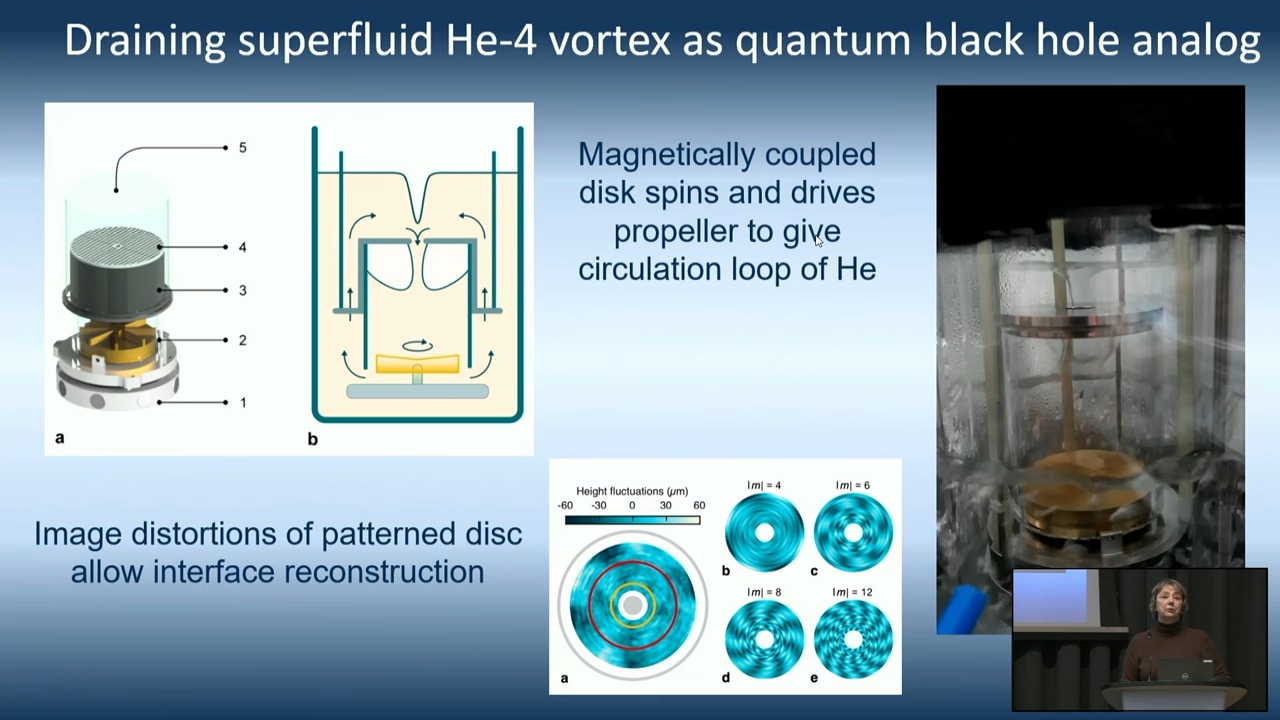 Draining superfluid He-4 vortex as quantum black hole analog
5
4
3
2
1
a
b
Magnetically coupled
disk spins and drives
propeller to give
circulation loop of He
Image distortions of patterned disc
allow interface reconstruction
Height fluctuations (µm)
-60 -30 0 30 60
a
|m| = 4
b
|m| = 6
c
|m| = 8
d
|m| = 12
e